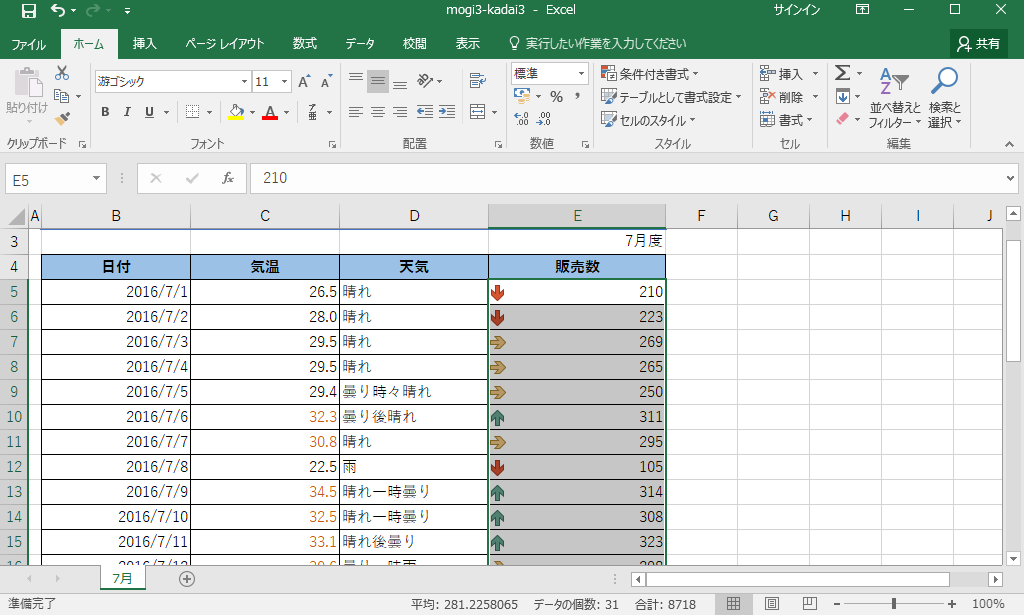 mogi3-kadai3 - Excel サインイン
ファイル ホーム 挿入 ページ レイアウト 数式 データ 校閲 表示 実行したい作業を入力してください 共有
貼り付け 游ゴシック 11 標準 条件付き書式 挿入 Σ
テーブルとして書式設定 削除 並べ替えと 検索と
B I U % , セルのスタイル 書式 フィルター 選択
クリップボード フォント 配置 数値 スタイル セル 編集
E5 fx 210
A B C D E F G H I J
3 7月度
4 日付 気温 天気 販売数
5 2016/7/1 26.5 晴れ 210
6 2016/7/2 28.0 晴れ 223
7 2016/7/3 29.5 晴れ 269
8 2016/7/4 29.5 晴れ 265
9 2016/7/5 29.4 曇り時々晴れ 250
10 2016/7/6 32.3 曇り後晴れ 311
11 2016/7/7 30.8 晴れ 295
12 2016/7/8 22.5 雨 105
13 2016/7/9 34.5 晴れ一時曇り 314
14 2016/7/10 32.5 晴れ一時曇り 308
15 2016/7/11 33.1 晴れ後曇り 323
7月
準備完了 平均: 281.2258065 データの個数: 31 合計: 8718 100%